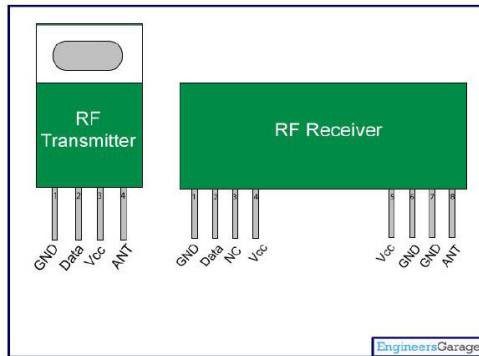 RF
Transmitter
1 2 3 4
GND Data Vcc ANT
RF Receiver
1 2 3 4 5 6 7 8
GND Data NC Vcc Vcc GND GND ANT
EngineersGarage